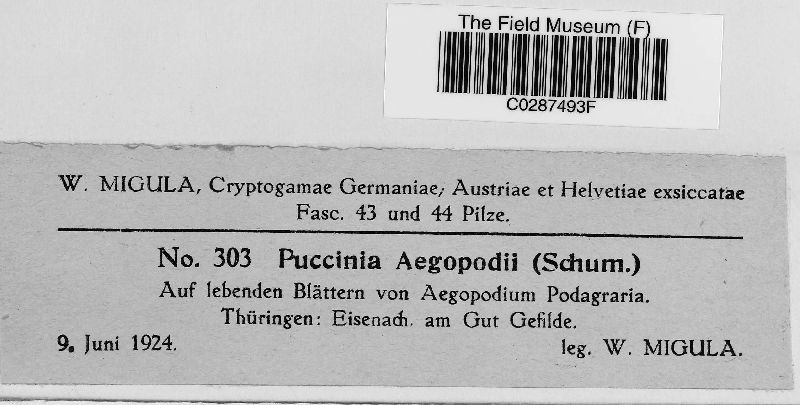 The Field Museum (F)
C0287493F
W. MIGULA, Cryptogamae Germaniae, Austriae et Helvetiae exsiccatae
Fasc. 43 und 44 Pilze.
No. 303 Puccinia Aegopodii (Schum.)
Auf lebenden Blättern von Aegopodium Podagraria.
Thüringen: Eisenach. am Gut Gefilde.
9. Juni 1924. leg. W. MIGULA.